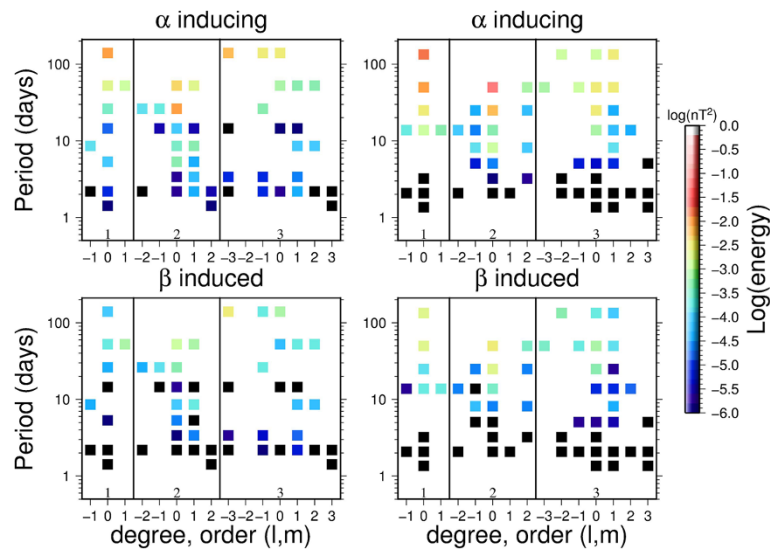 α inducing
α inducing
Period (days)
100
10
1
100
10
1
1
2
3
1
2
3
−1 0 1 −2 −1 0 1 2 −3 −2 −1 0 1 2 3
−1 0 1 −2 −1 0 1 2 −3 −2 −1 0 1 2 3
β induced
β induced
Period (days)
100
10
1
100
10
1
1
2
3
1
2
3
−1 0 1 −2 −1 0 1 2 −3 −2 −1 0 1 2 3
−1 0 1 −2 0 1 2 −3 −2 −1 0 1 2 3
degree, order (l,m)
degree, order (l,m)
log(nT²)
0.0
−0.5
−1.0
−1.5
−2.0
−2.5
−3.0
−3.5
−4.0
−4.5
−5.0
−5.5
−6.0
Log(energy)